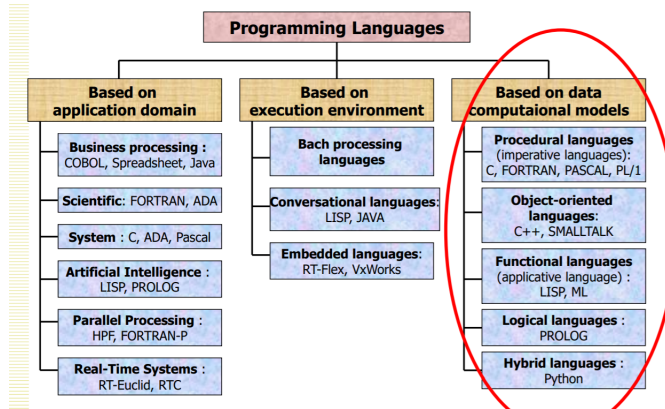 Programming Languages
Based on
application domain
Business processing :
COBOL, Spreadsheet, Java
Scientific: FORTRAN, ADA
System : C, ADA, Pascal
Artificial Intelligence :
LISP, PROLOG
Parallel Processing :
HPF, FORTRAN-P
Real-Time Systems :
RT-Euclid, RTC
Based on
execution environment
Bach processing
languages
Conversational languages:
LISP, JAVA
Embedded languages:
RT-Flex, VxWorks
Based on data
computaional models
Procedural languages
(imperative languages):
C, FORTRAN, PASCAL, PL/1
Object-oriented
languages:
C++, SMALLTALK
Functional languages
(applicative language) :
LISP, ML
Logical languages :
PROLOG
Hybrid languages :
Python